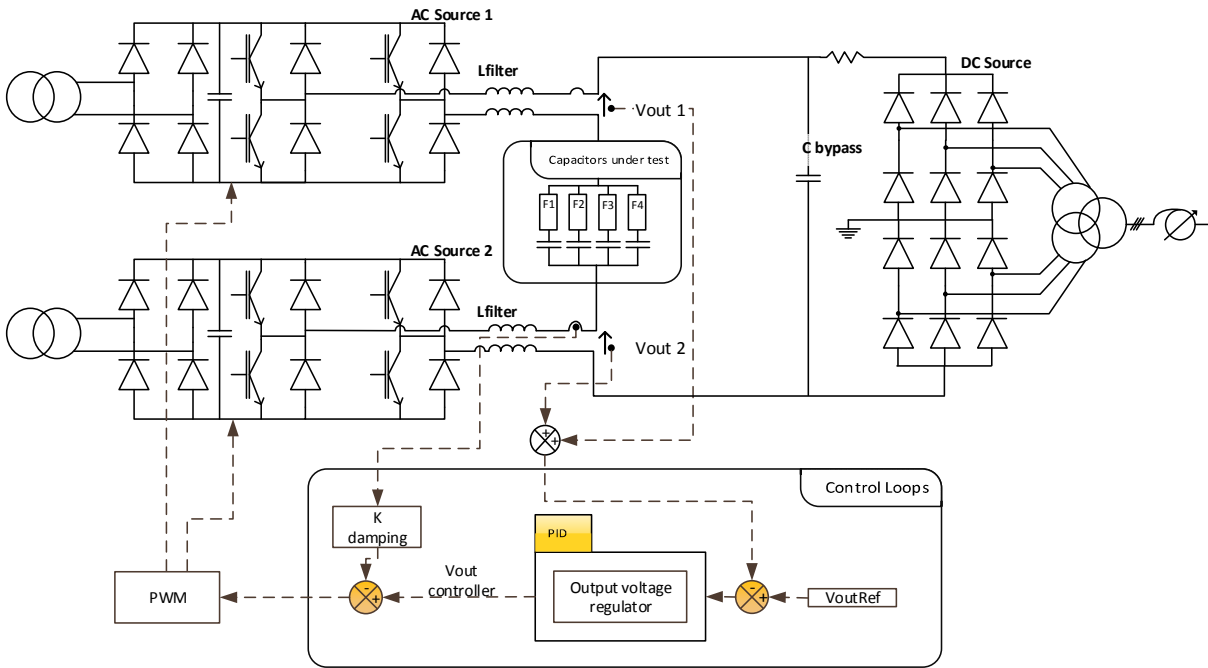 AC Source 1
DC Source
Lfilter
Vout 1
C bypass
Capacitors under test
F1 F2 F3 F4
AC Source 2
Lfilter
Vout 2
+
+
Control Loops
K
damping
PID
-
+
Vout
controller
Output voltage
regulator
-
+
VoutRef
PWM